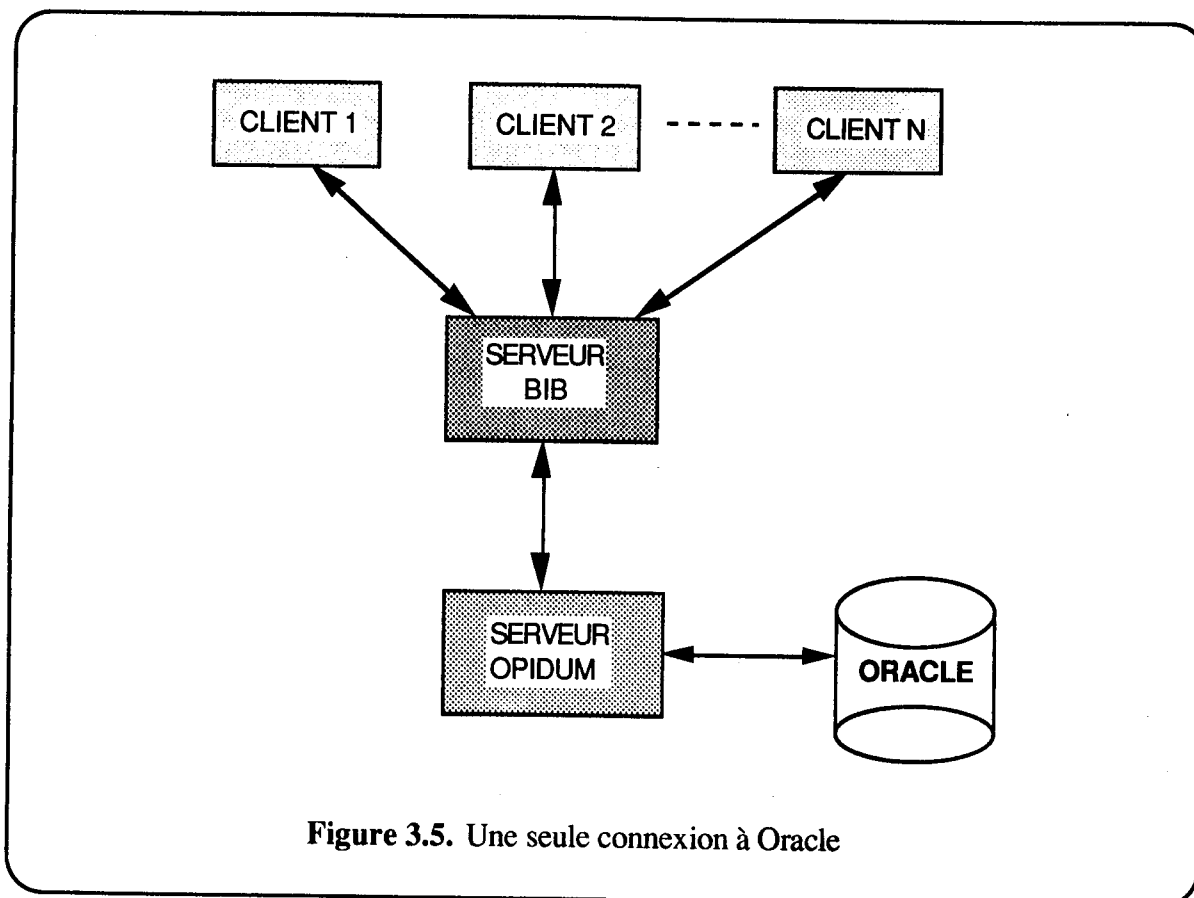 CLIENT 1
CLIENT 2
CLIENT N
SERVEUR
BIB
SERVEUR
OPIDUM
ORACLE
Figure 3.5. Une seule connexion à Oracle